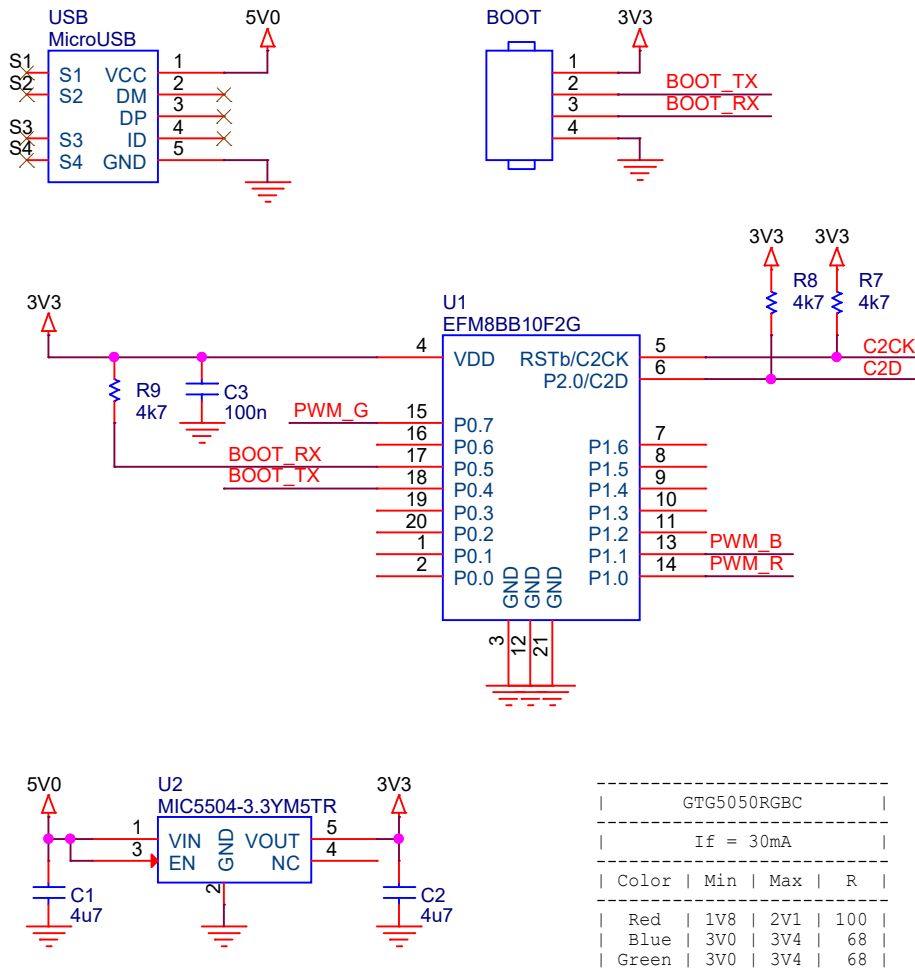 USB
MicroUSB
5V0
S1 S1 VCC 1
S2 S2 DM 2
DP 3
S3 S3 ID 4
S4 S4 GND 5
BOOT
3V3
1
2 BOOT_TX
3 BOOT_RX
4
3V3 3V3
R8 R7
4k7 4k7
3V3
U1
EFM8BB10F2G
4 VDD RSTb/C2CK 5 C2CK
P2.0/C2D 6 C2D
R9
4k7
C3
100n
PWM_G 15 P0.7
16 P0.6 P1.6 7
BOOT_RX 17 P0.5 P1.5 8
BOOT_TX 18 P0.4 P1.4 9
19 P0.3 P1.3 10
20 P0.2 P1.2 11
1 P0.1 P1.1 13 PWM_B
2 P0.0 P1.0 14 PWM_R
GND GND GND
3 12 21
5V0
U2
MIC5504-3.3YM5TR
3V3
1 VIN GND VOUT 5
3 EN NC 4
2
C1
4u7
C2
4u7
-----------------------------
| GTG5050RGBC |
-----------------------------
| If = 30mA |
-----------------------------
| Color | Min | Max | R |
-----------------------------
| Red | 1V8 | 2V1 | 100 |
| Blue | 3V0 | 3V4 | 68 |
| Green | 3V0 | 3V4 | 68 |